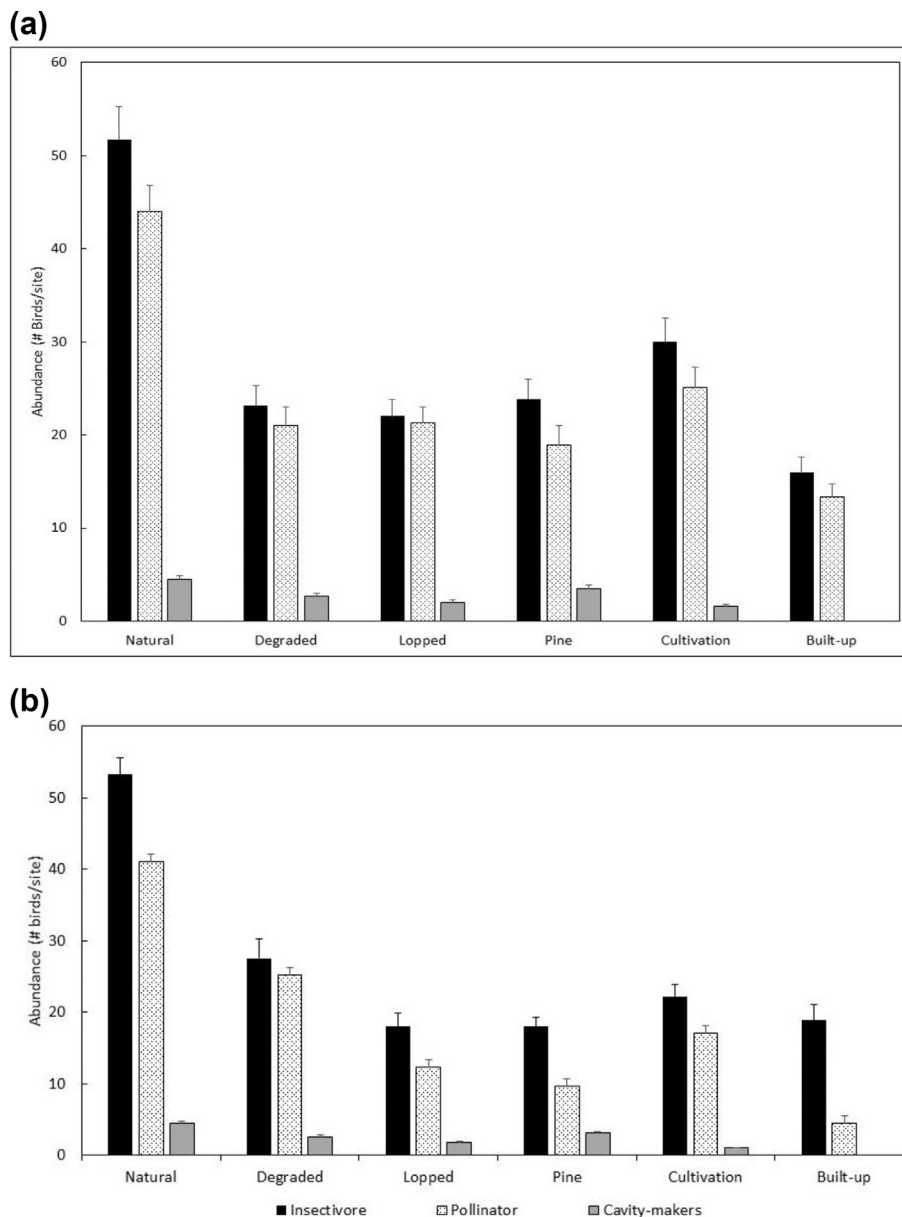 (a)
60
50
40
30
20
10
0
Abundance (# Birds/site)
Natural Degraded Lopped Pine Cultivation Built-up
(b)
60
50
40
30
20
10
0
Abundance (# birds/site)
Natural Degraded Lopped Pine Cultivation Built-up
Insectivore Pollinator Cavity-makers